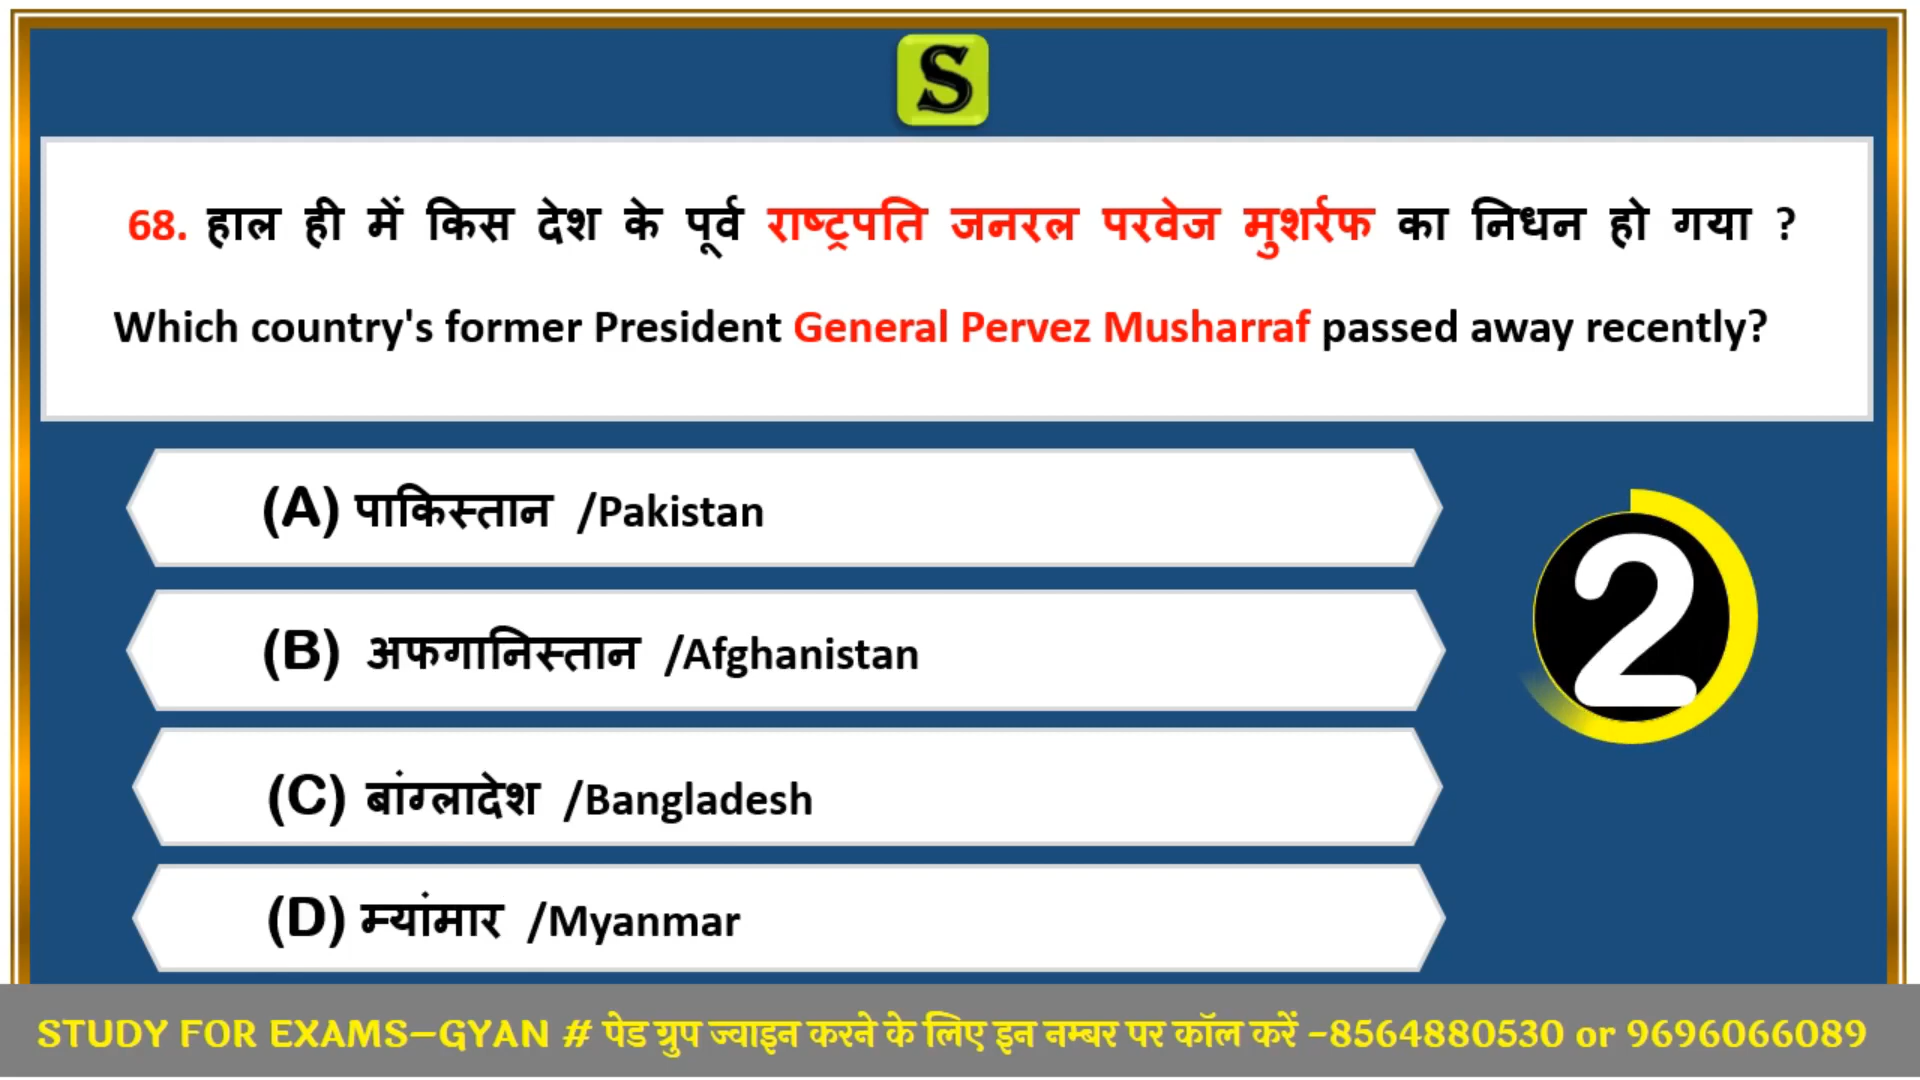 S
68. हाल ही में किस देश के पूर्व राष्ट्रपति जनरल परवेज मुशर्रफ का निधन हो गया ?
Which country's former President General Pervez Musharraf passed away recently?
(A) पाकिस्तान /Pakistan
(B) अफगानिस्तान /Afghanistan
2
(C) बांग्लादेश /Bangladesh
(D) म्यांमार /Myanmar
STUDY FOR EXAMS-GYAN # पेड ग्रुप ज्वाइन करने के लिए इन नम्बर पर कॉल करें -8564880530 or 9696066089